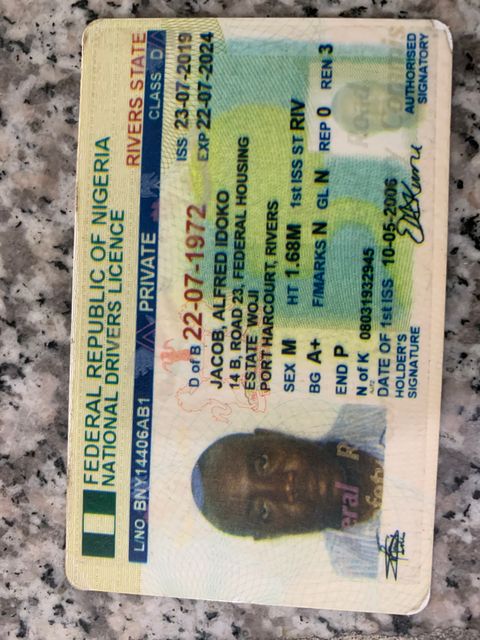 FEDERAL REPUBLIC OF NIGERIA
NATIONAL DRIVERS LICENCE
RIVERS STATE
L/NO BNY14406AB1 PRIVATE CLASS D
ISS 23-07-2019
D of B 22-07-1972 EXP 22-07-2024
JACOB, ALFRED IDOKO
14 B, ROAD 23, FEDERAL HOUSING
ESTATE WOJI
PORT HARCOURT, RIVERS
SEX M HT 1.68M 1st ISS ST RIV
BG A+ F/MARKS N GL N REP 0 REN 3
END P
N of K 08031932945
DATE OF 1st ISS 10-05-2006
HOLDER'S
SIGNATURE
AUTHORISED
SIGNATORY
eral R
afety
Road
y Commis